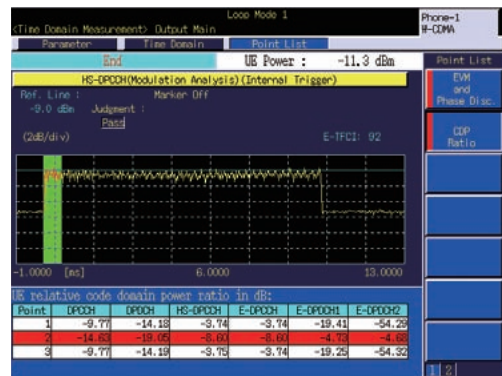 Loop Mode 1
<Time Domain Measurement> Output Main
Phone-1
W-CDMA
Parameter Time Domain Point List
End UE Power : -11.3 dBm
Point List
HS-DPCCH(Modulation Analysis)(Internal Trigger)
EVM
and
Phase Disc.
Ref. Line : Marker Off
-9.0 dBm Judgment :
Pass
(2dB/div) E-TFCI: 92
CDP
Ratio
-1.0000 [ms] 6.0000 13.0000
UE relative code domain power ratio in dB:
Point DPCCH DPDCH HS-DPCCH E-DPCCH E-DPDCH1 E-DPDCH2
1 -9.77 -14.18 -3.74 -3.74 -19.41 -54.29
2 -14.63 -19.05 -8.60 -8.60 -4.73 -4.68
3 -9.77 -14.19 -3.75 -3.74 -19.25 -54.32
1 2